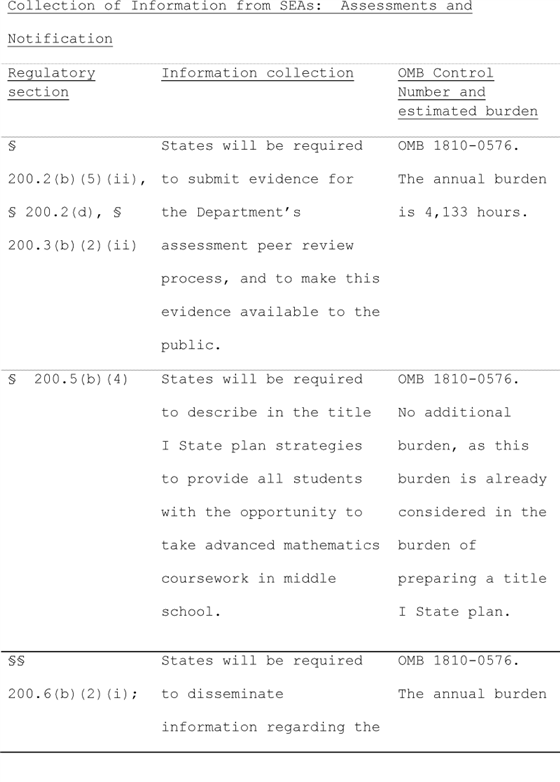 Collection of Information from SEAs:  Assessments and
Notification
Regulatory section
Information collection
OMB Control Number and estimated burden
§
200.2(b)(5)(ii),
§ 200.2(d), §
200.3(b)(2)(ii)
States will be required
to submit evidence for
the Department's
assessment peer review
process, and to make this
evidence available to the
public.
OMB 1810-0576.
The annual burden
is 4,133 hours.
§  200.5(b)(4)
States will be required
to describe in the title
I State plan strategies
to provide all students
with the opportunity to
take advanced mathematics
coursework in middle
school.
OMB 1810-0576.
No additional
burden, as this
burden is already
considered in the
burden of
preparing a title
I State plan.
§§
200.6(b)(2)(i);
States will be required
to disseminate
information regarding the
OMB 1810-0576.
The annual burden